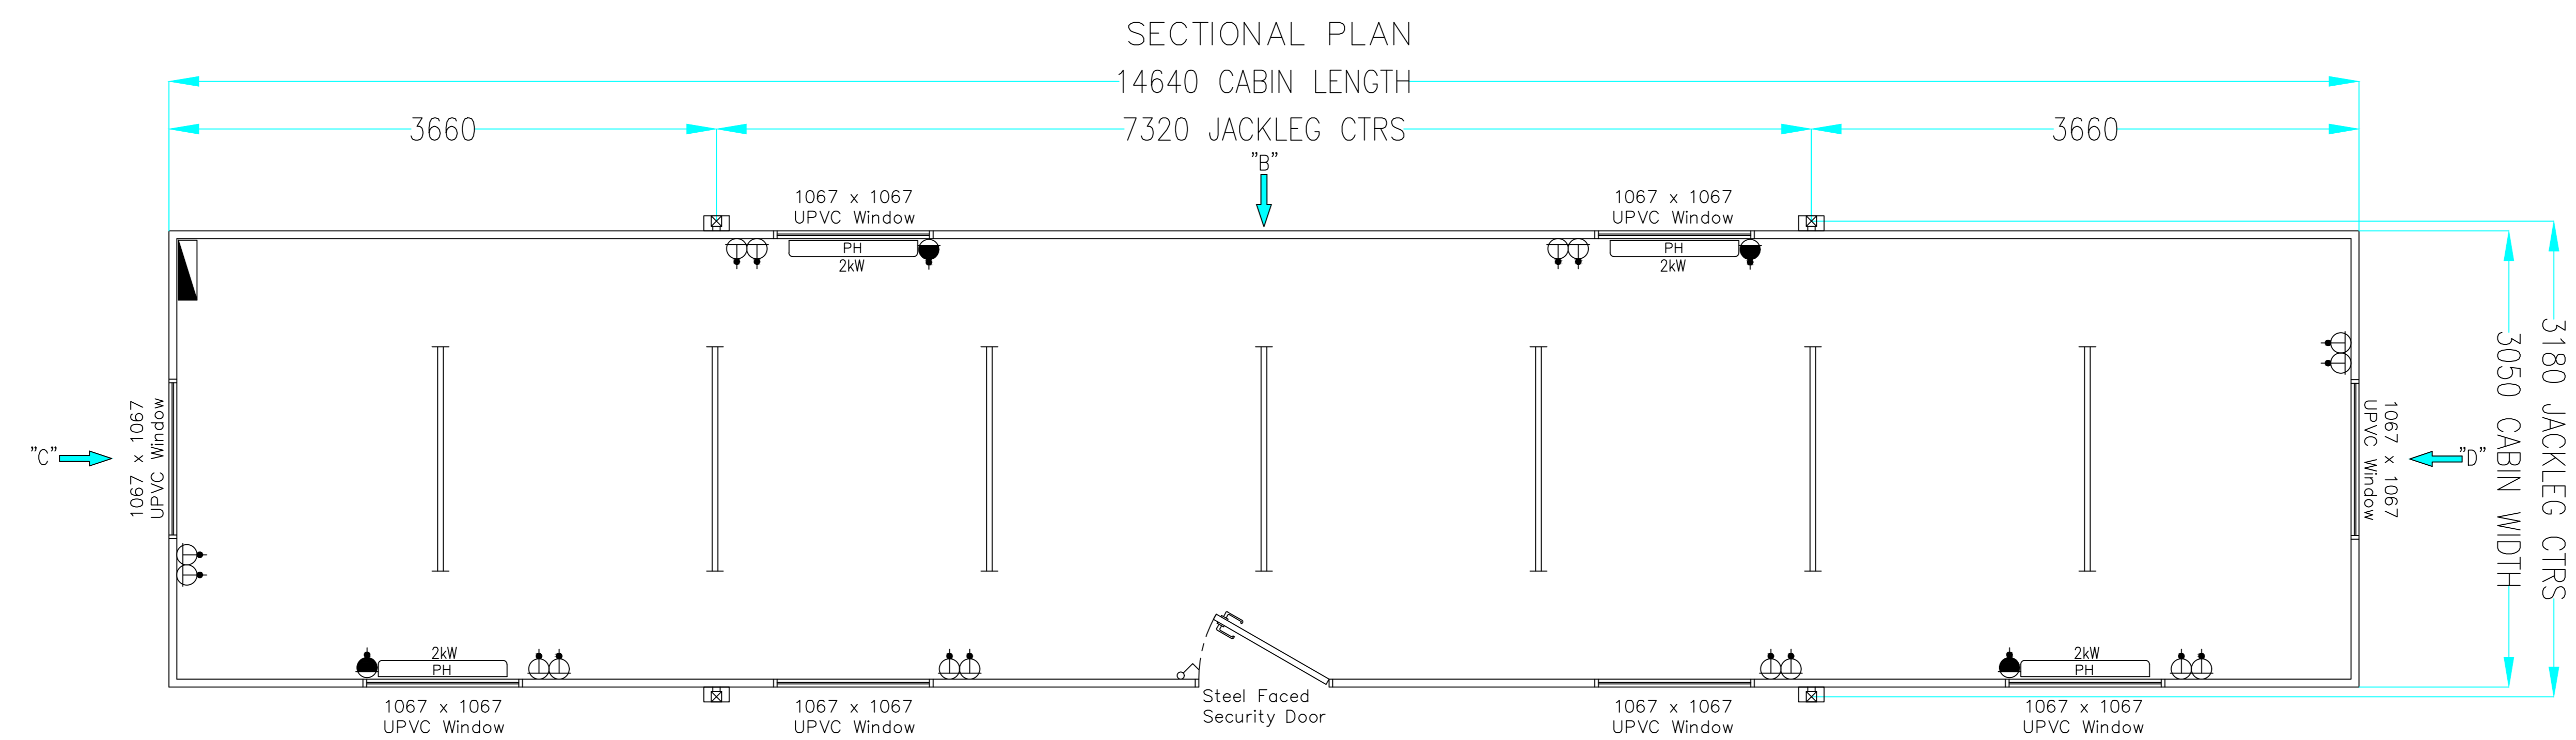 SECTIONAL PLAN
14640 CABIN LENGTH
3660
7320 JACKLEG CTRS
3660
"B"
1067 x 1067
UPVC Window
1067 x 1067
UPVC Window
PH
2kW
PH
2kW
"C"
1067 x 1067
UPVC Window
1067 x 1067
UPVC Window
"D"
3050 CABIN WIDTH
3180 JACKLEG CTRS
2kW
PH
2kW
PH
Steel Faced
Security Door
1067 x 1067
UPVC Window
1067 x 1067
UPVC Window
1067 x 1067
UPVC Window
1067 x 1067
UPVC Window